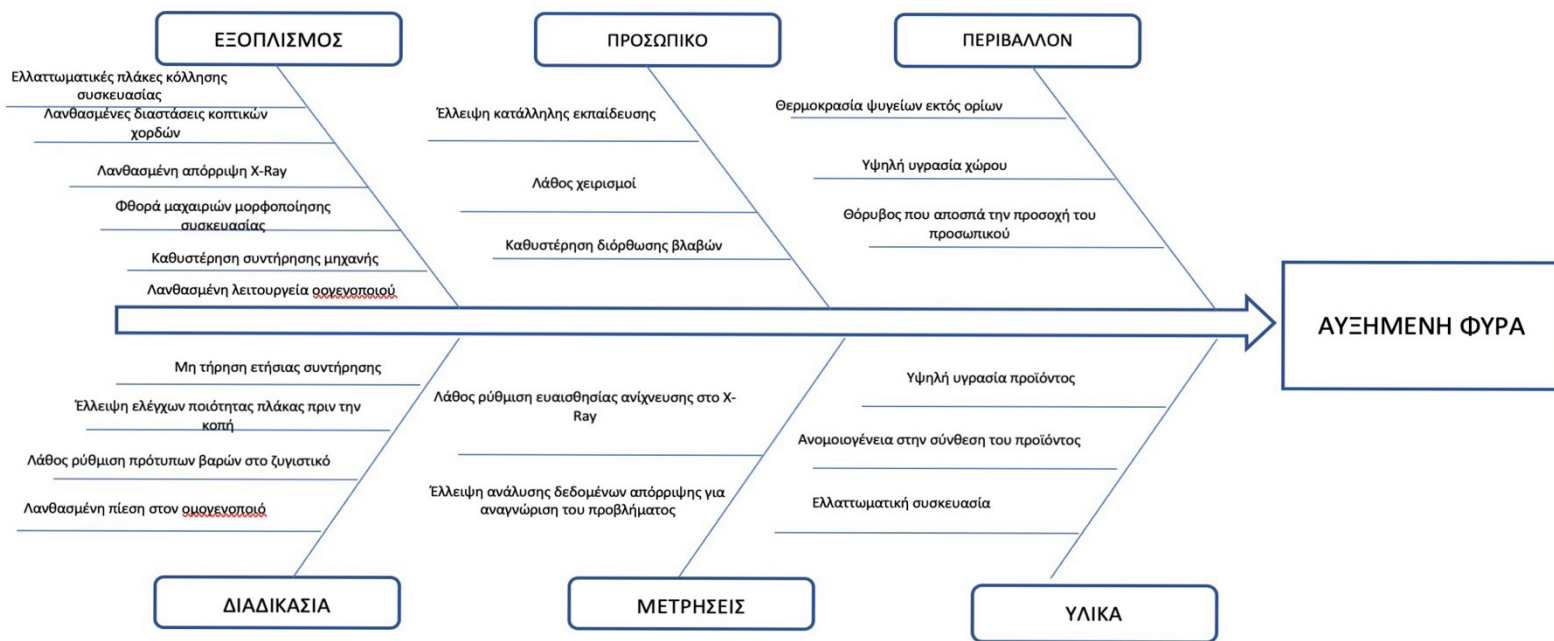 ΕΞΟΠΛΙΣΜΟΣ
Ελλαττωματικές πλάκες κόλλησης
συσκευασίας
Λανθασμένες διαστάσεις κοπτικών
χορδών
Λανθασμένη απόρριψη X-Ray
Φθορά μαχαιριών μορφοποίησης
συσκευασίας
Καθυστέρηση συντήρησης μηχανής
Λανθασμένη λειτουργεία οογενοποιού
ΠΡΟΣΩΠΙΚΟ
Έλλειψη κατάλληλης εκπαίδευσης
Λάθος χειρισμοί
Καθυστέρηση διόρθωσης βλαβών
ΠΕΡΙΒΑΛΛΟΝ
Θερμοκρασία ψυγείων εκτός ορίων
Υψηλή υγρασία χώρου
Θόρυβος που αποσπά την προσοχή του
προσωπικού
ΑΥΞΗΜΕΝΗ ΦΥΡΑ
Μη τήρηση ετήσιας συντήρησης
Έλλειψη ελέγχων ποιότητας πλάκας πριν την
κοπή
Λάθος ρύθμιση πρότυπων βαρών στο ζυγιστικό
Λανθασμένη πίεση στον ομογενοποιό
ΔΙΑΔΙΚΑΣΙΑ
Λάθος ρύθμιση ευαισθησίας ανίχνευσης στο X-
Ray
Έλλειψη ανάλυσης δεδομένων απόρριψης για
αναγνώριση του προβλήματος
ΜΕΤΡΗΣΕΙΣ
Υψηλή υγρασία προϊόντος
Ανομοιογένεια στην σύνθεση του προϊόντος
Ελλαττωματική συσκευασία
ΥΛΙΚΑ